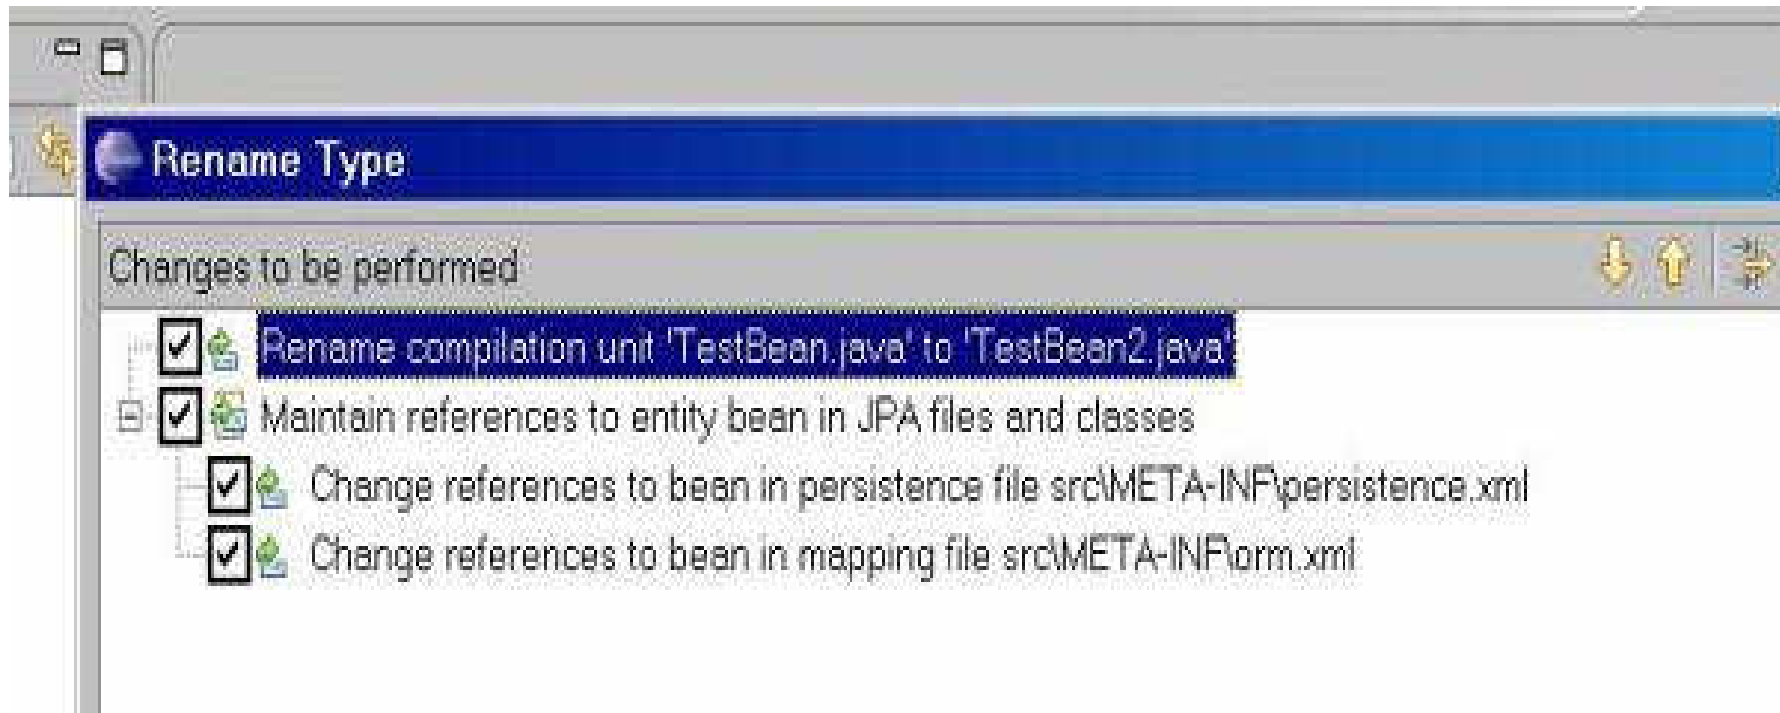 Rename Type
Changes to be performed
Rename compilation unit 'TestBean.java' to 'TestBean2.java'
Maintain references to entity bean in JPA files and classes
Change references to bean in persistence file src\META-INF\persistence.xml
Change references to bean in mapping file src\META-INF\orm.xml